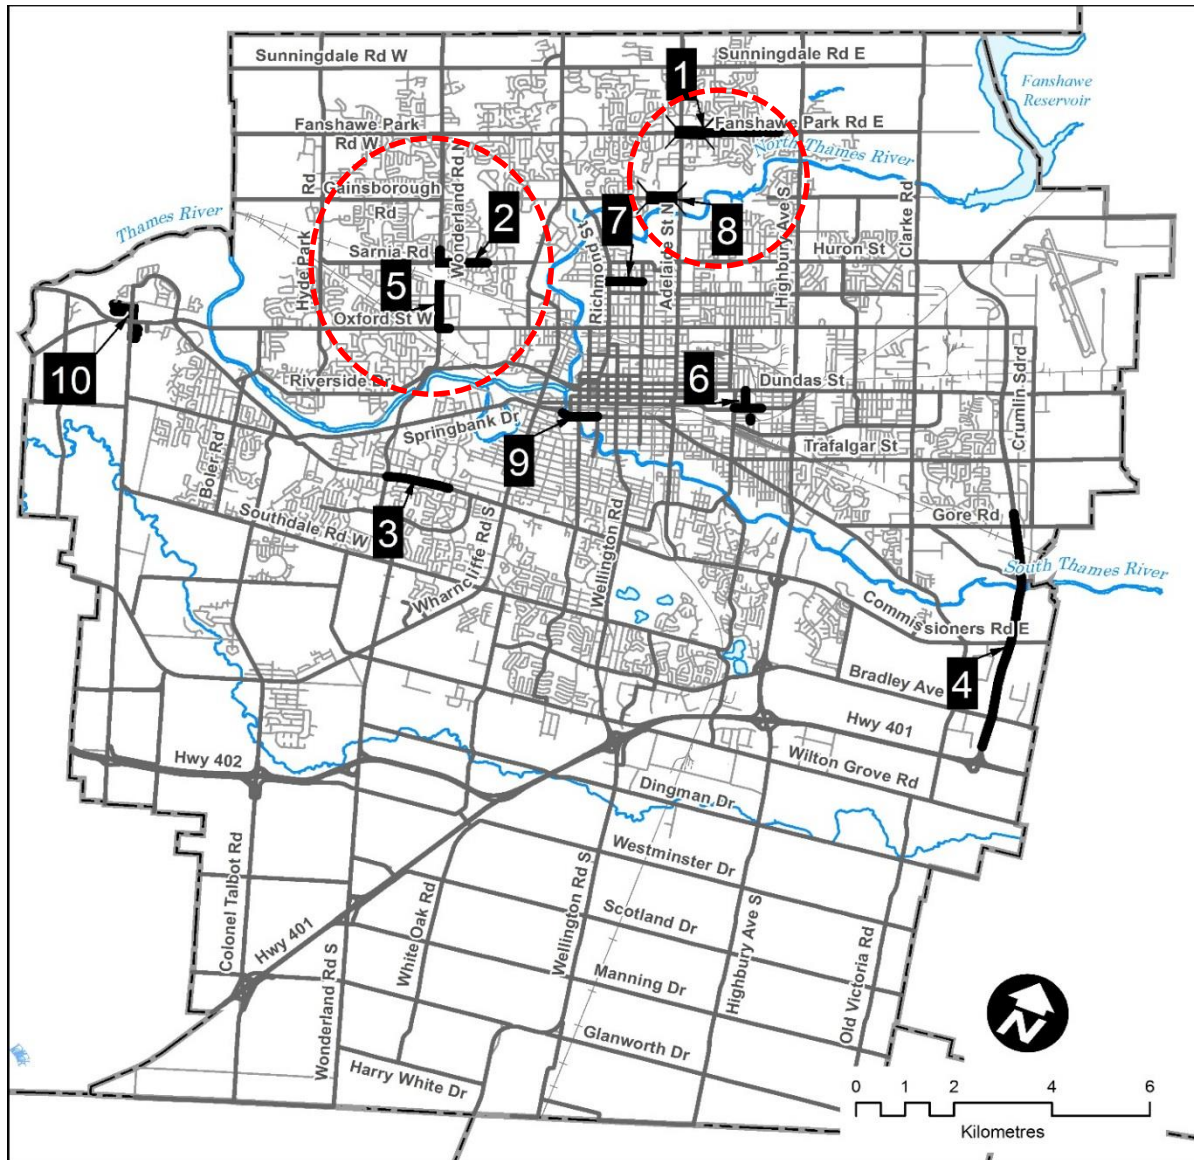 Sunningdale Rd W
Sunningdale Rd E
1
Fanshawe
Reservoir
Fanshawe Park
Rd W
Fanshawe Park Rd E
North Thames River
Wonderland Rd N
Gainsborough
Rd
Hyde Park Rd
Thames River
2
7
8
Richmond St
Adelaide St N
Highbury Ave S
Clarke Rd
Sarnia Rd
Huron St
5
Oxford St W
10
Riverside Dr
6
Dundas St
Crumlin Sdrd
Springbank Dr
9
Trafalgar St
Boler Rd
3
Southdale Rd W
Wharncliffe Rd S
Wellington Rd
Gore Rd
South Thames River
Commissioners Rd E
Bradley Ave
4
Hwy 401
Hwy 402
Wilton Grove Rd
Dingman Dr
Westminster Dr
Colonel Talbot Rd
Hwy 401
White Oak Rd
Wellington Rd S
Scotland Dr
Highbury Ave S
Old Victoria Rd
Manning Dr
Wonderland Rd S
Glanworth Dr
Harry White Dr
N
0 1 2 4 6
Kilometres